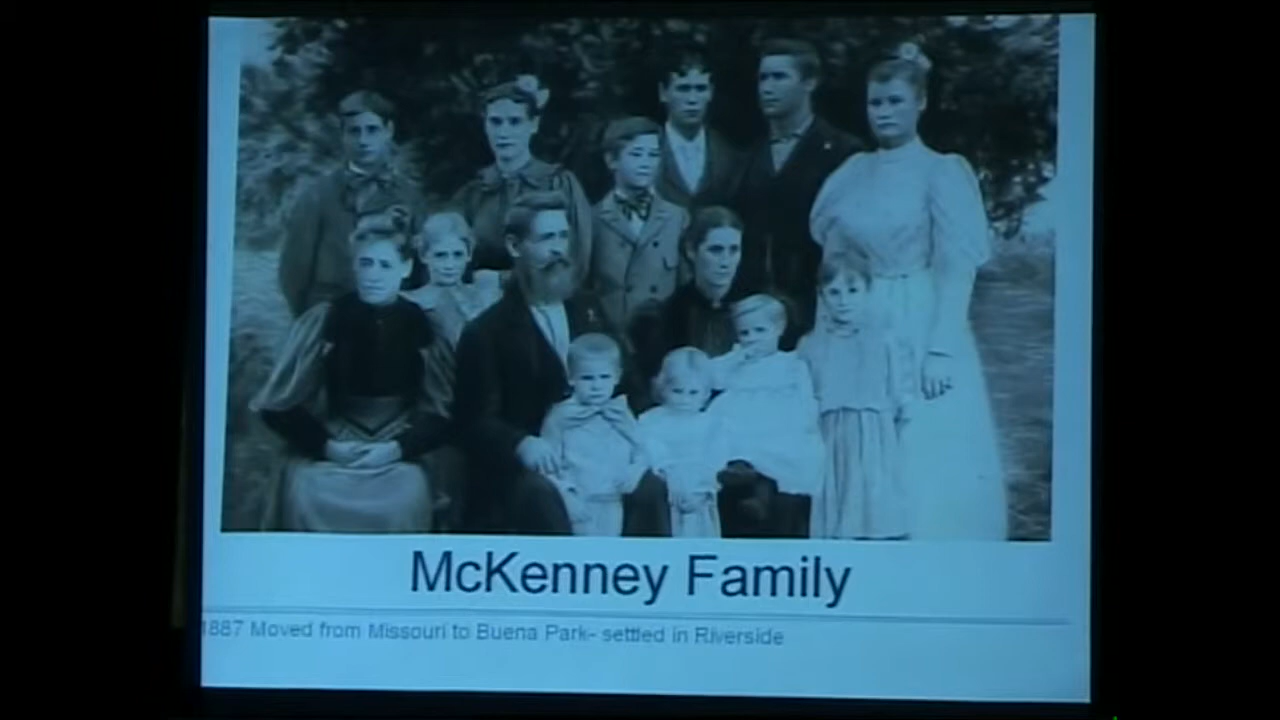 McKenney Family
1887 Moved from Missouri to Buena Park- settled in Riverside